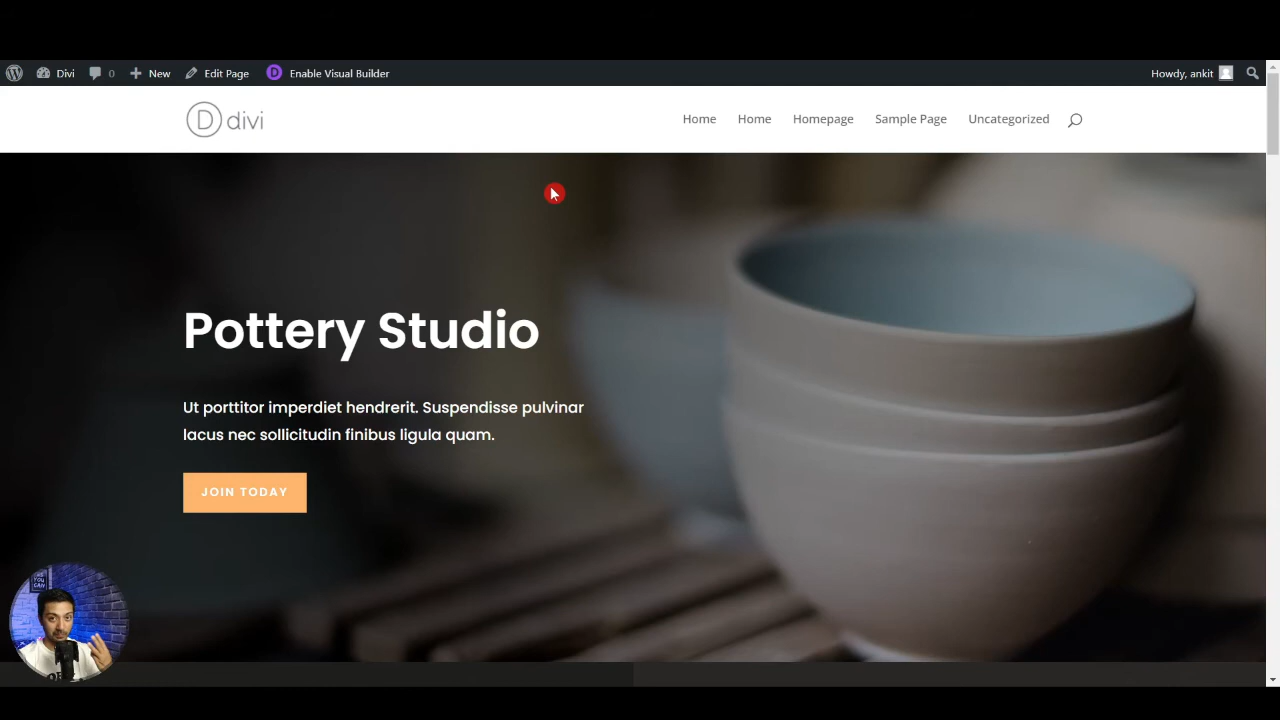 Divi 0 New Edit Page D Enable Visual Builder Howdy, ankit
D divi Home Home Homepage Sample Page Uncategorized
Pottery Studio
Ut porttitor imperdiet hendrerit. Suspendisse pulvinar
lacus nec sollicitudin finibus ligula quam.
JOIN TODAY